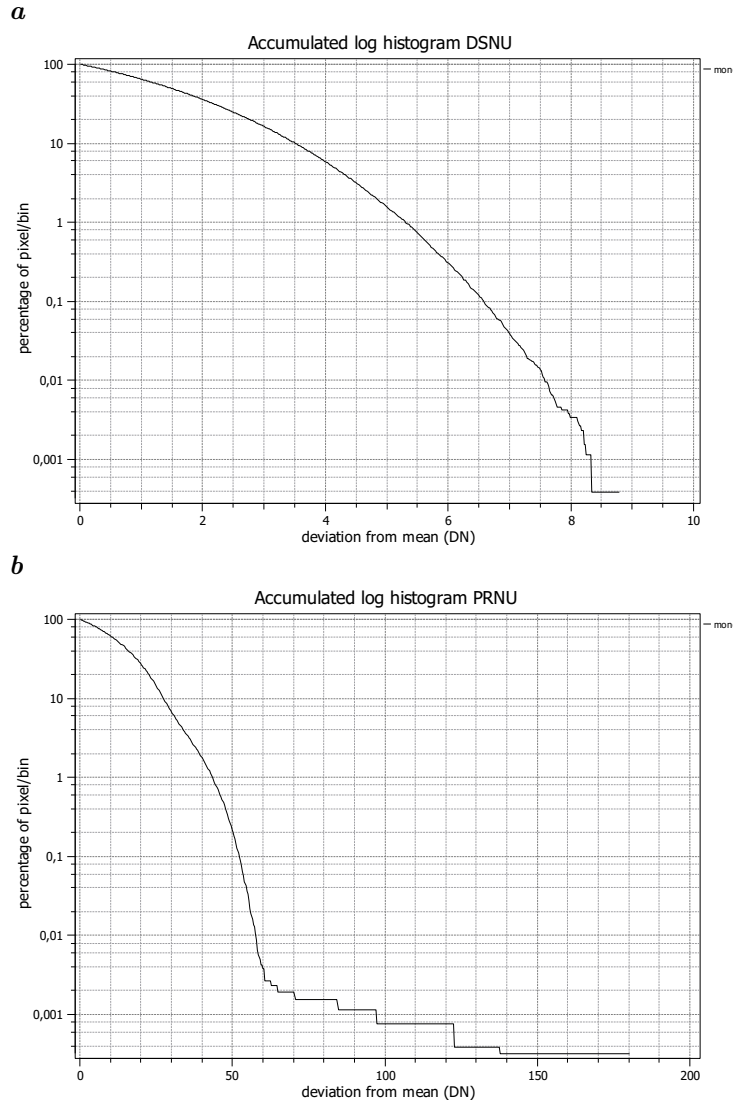 a
Accumulated log histogram DSNU
percentage of pixel/bin
100
10
1
0,1
0,01
0,001
mon
0 2 4 6 8 10
deviation from mean (DN)
b
Accumulated log histogram PRNU
percentage of pixel/bin
100
10
1
0,1
0,01
0,001
mon
0 50 100 150 200
deviation from mean (DN)